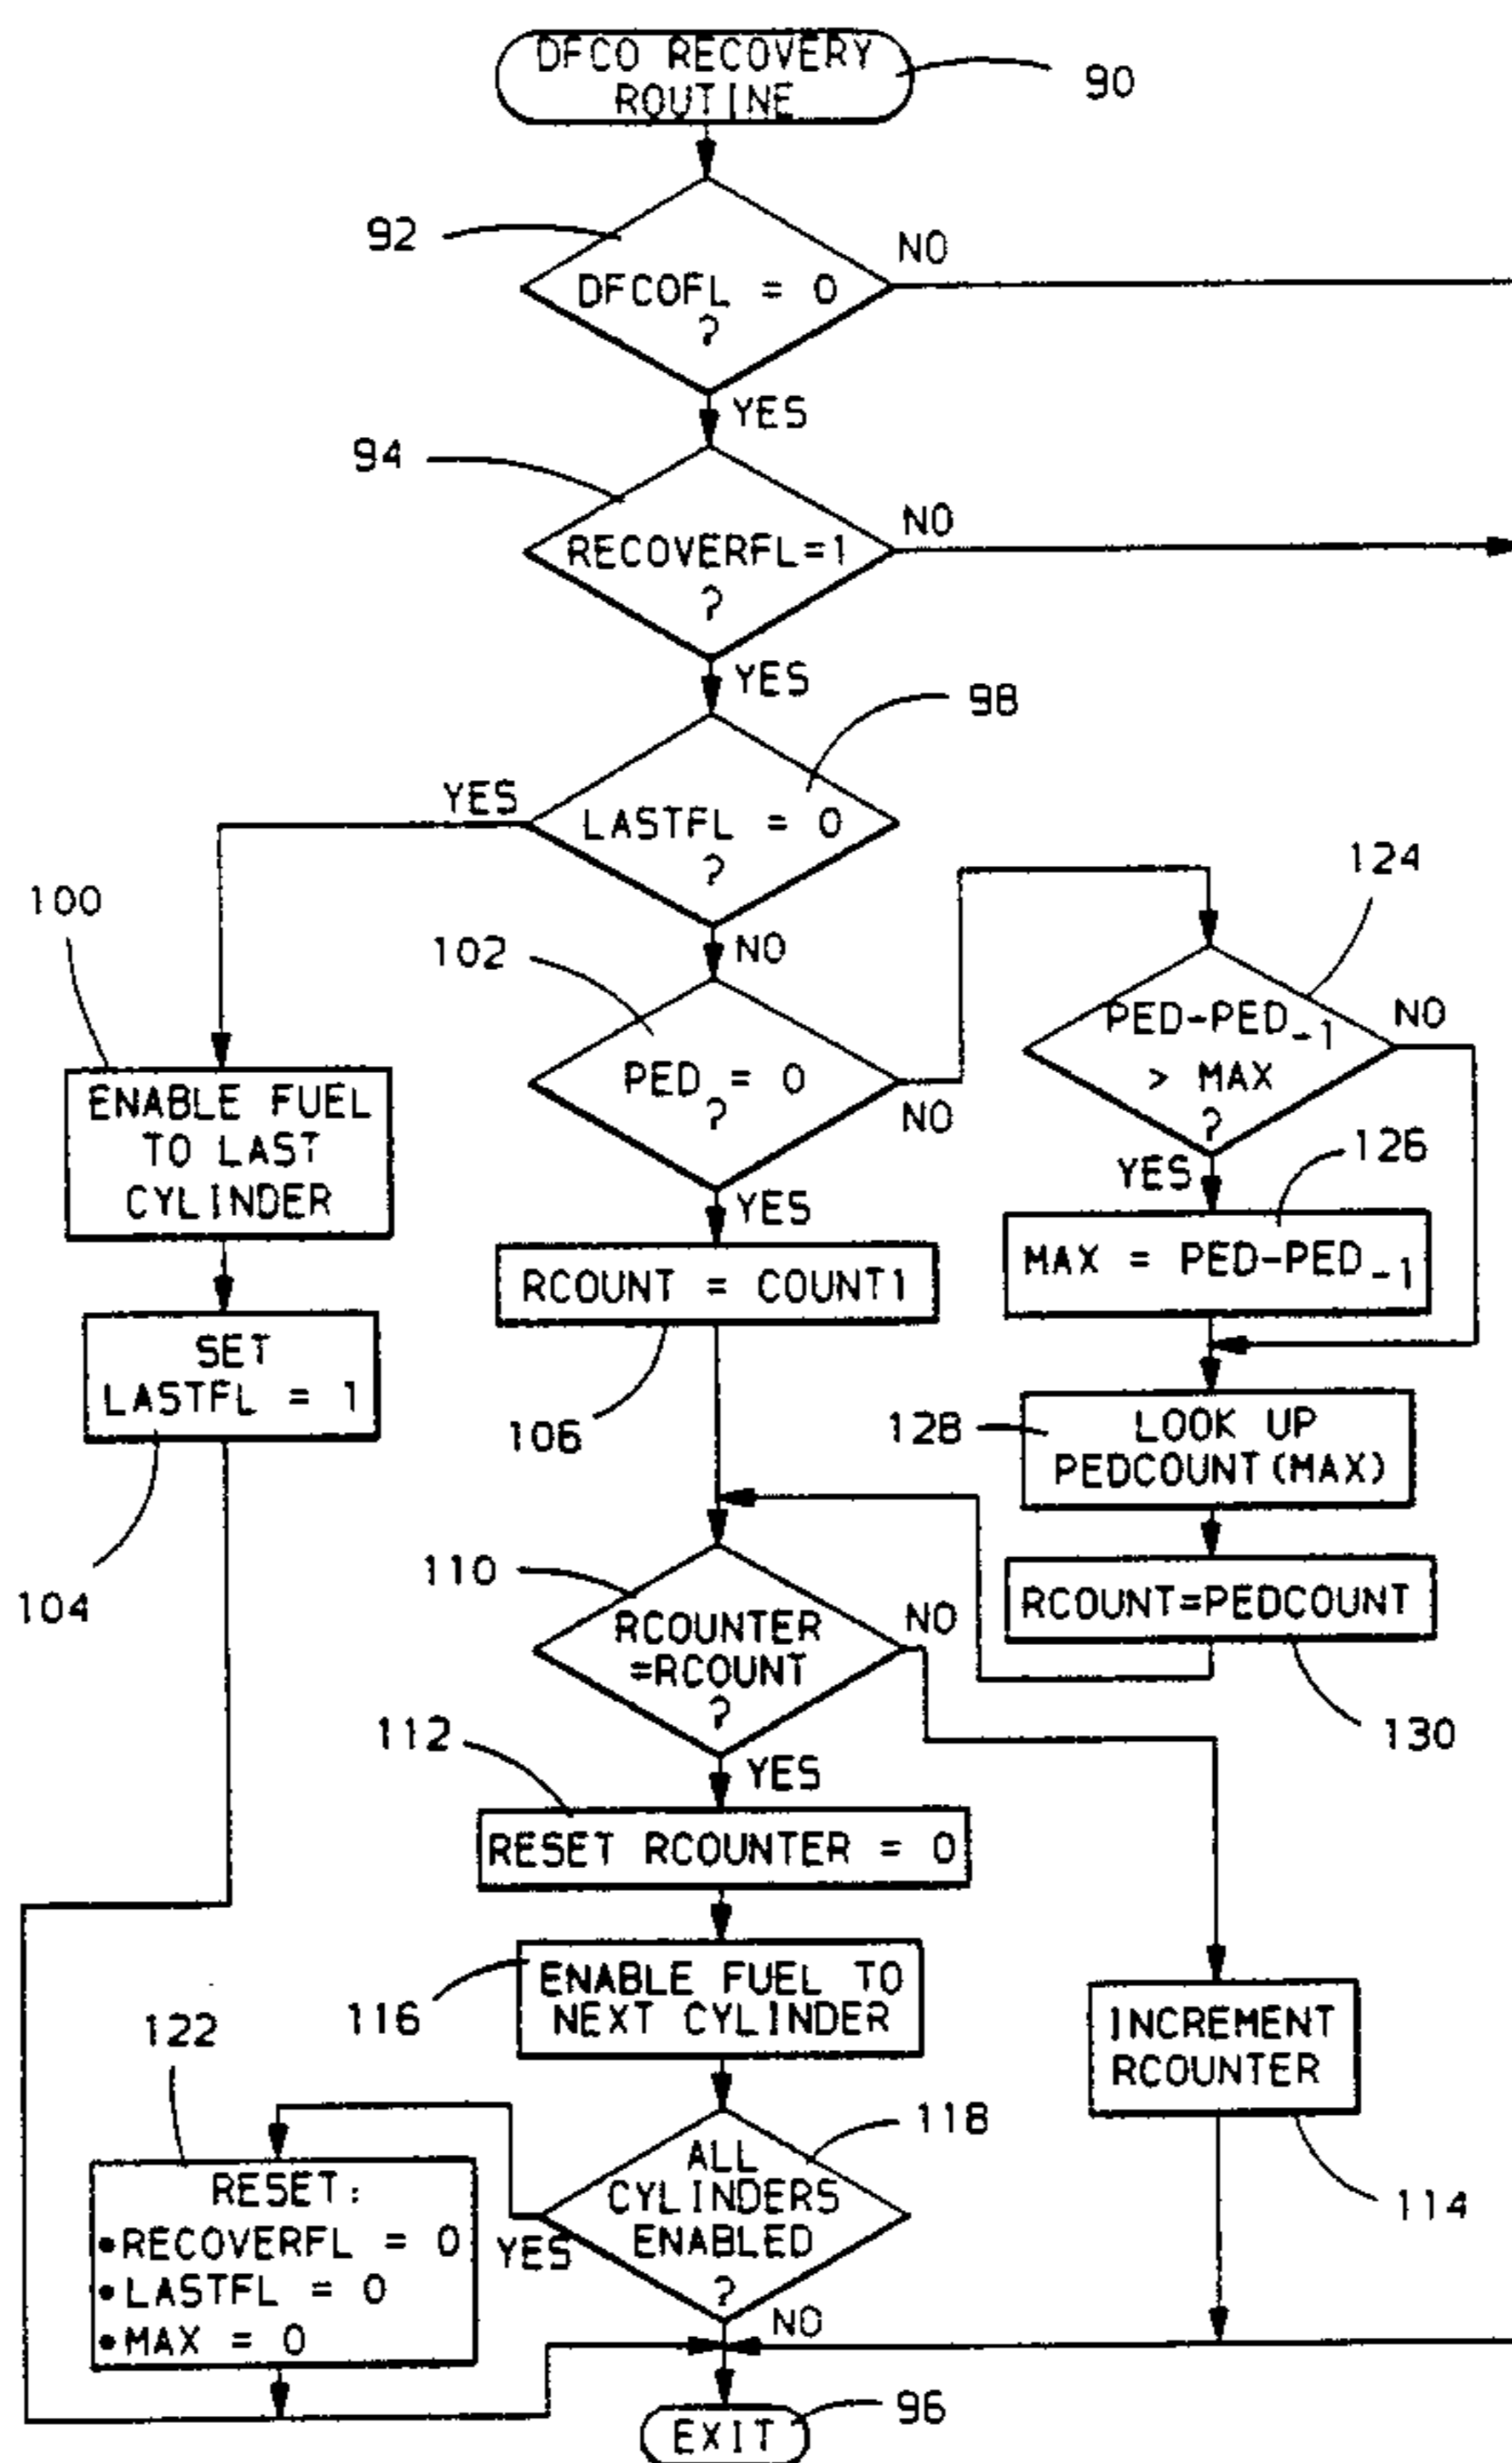 DFCO RECOVERY
ROUTINE
90
92
DFCOFL = 0
?
NO
YES
94
RECOVERFL=1
?
NO
YES
98
LASTFL = 0
?
YES
NO
100
ENABLE FUEL
TO LAST
CYLINDER
SET
LASTFL = 1
104
102
PED = 0
?
NO
YES
124
PED-PED-1
> MAX
?
NO
YES
126
MAX = PED-PED-1
RCOUNT = COUNT1
106
128
LOOK UP
PEDCOUNT(MAX)
RCOUNT=PEDCOUNT
130
110
RCOUNTER
=RCOUNT
?
NO
YES
112
RESET RCOUNTER = 0
116
ENABLE FUEL TO
NEXT CYLINDER
INCREMENT
RCOUNTER
114
118
ALL
CYLINDERS
ENABLED
?
YES
NO
122
RESET:
•RECOVERFL = 0
•LASTFL = 0
•MAX = 0
EXIT
96